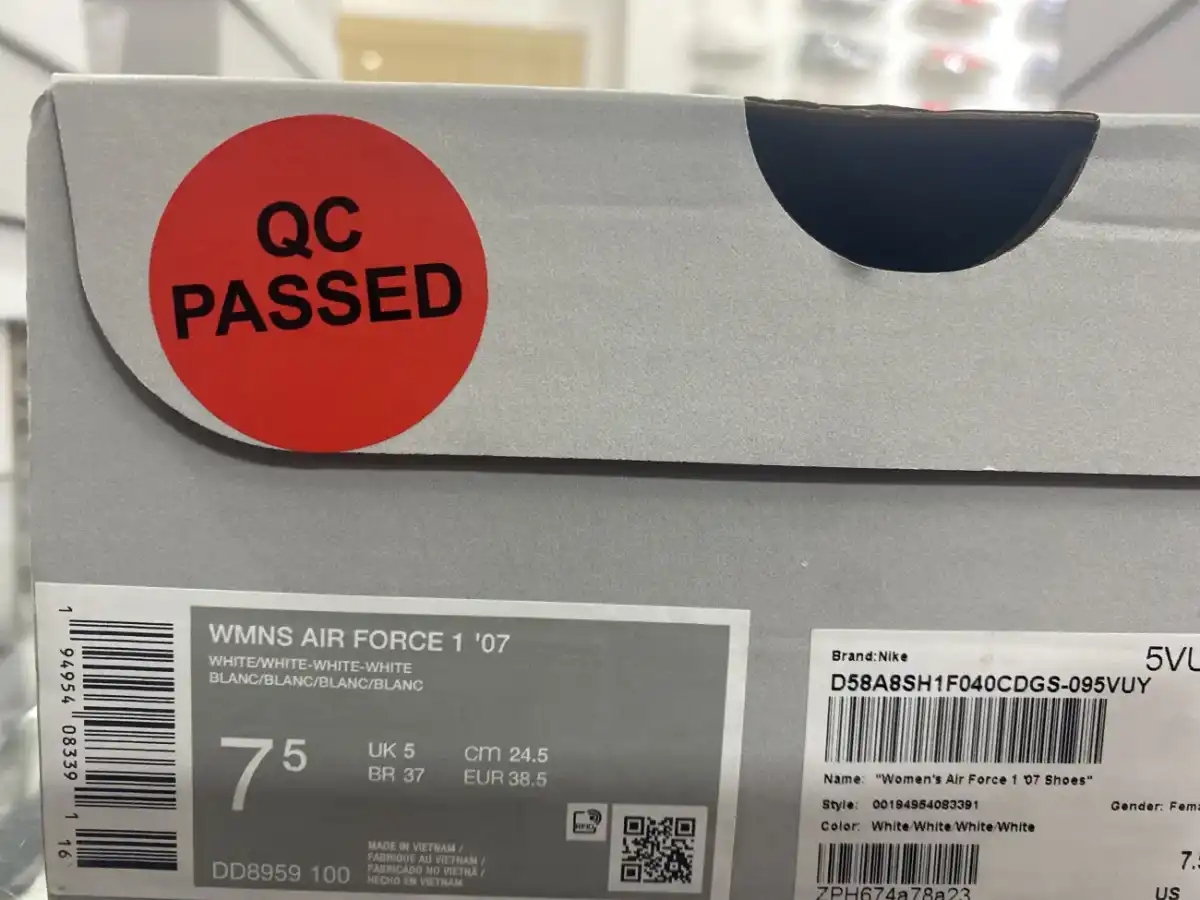 QC
PASSED
WMNS AIR FORCE 1 '07
WHITE/WHITE-WHITE-WHITE
BLANC/BLANC/BLANC/BLANC
7 5
UK 5
cm 24.5
BR 37
EUR 38.5
RFID
MADE IN VIETNAM /
FABRIQUE AU VIETNAM /
FABRICADO NO VIETNÃ /
HECHO EN VIETNAM
DD8959 100
1 94954 08339 1 16
Brand:Nike
5VU
D58A8SH1F040CDGS-095VUY
Name: "Women's Air Force 1 '07 Shoes"
Style: 00194954083391
Gender: Fema
Color: White/White/White/White
7.5
ZPH674a78a23
US